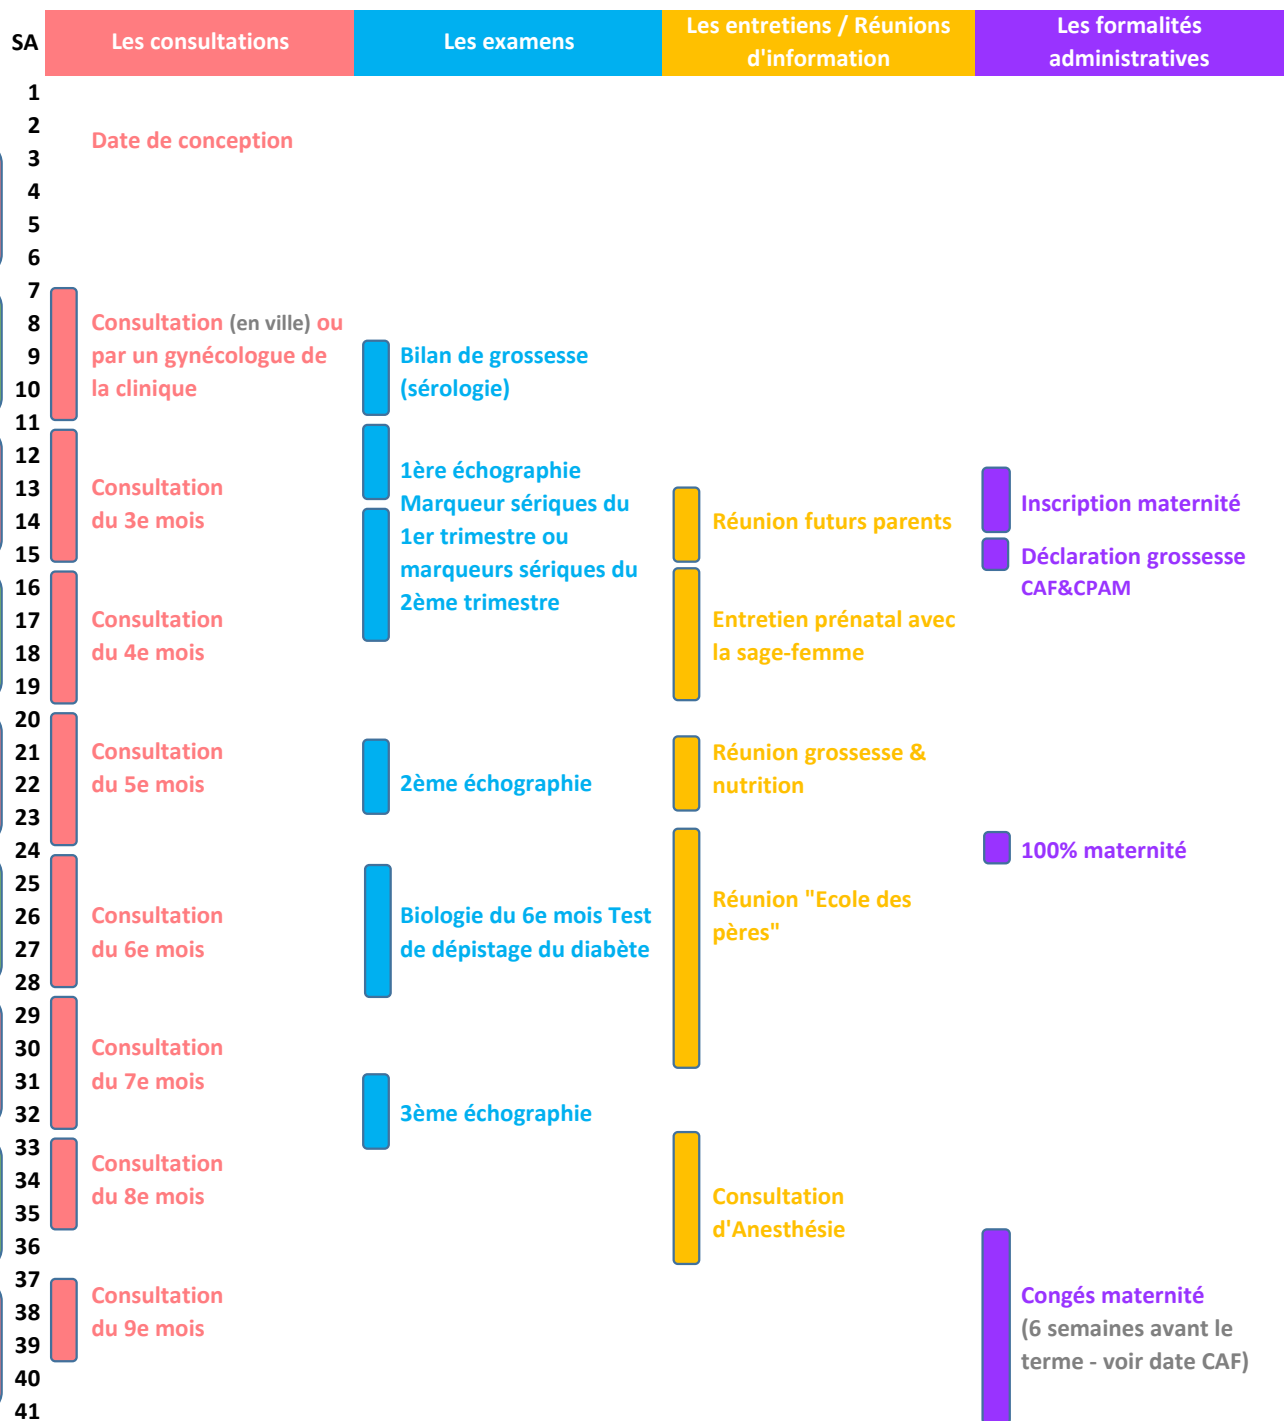 SA
Les consultations
Les examens
Les entretiens / Réunions
d'information
Les formalités
administratives
1
2
3
4
5
6
7
8
9
10
11
12
13
14
15
16
17
18
19
20
21
22
23
24
25
26
27
28
29
30
31
32
33
34
35
36
37
38
39
40
41
Date de conception
Consultation (en ville) ou
par un gynécologue de
la clinique
Consultation
du 3e mois
Consultation
du 4e mois
Consultation
du 5e mois
Consultation
du 6e mois
Consultation
du 7e mois
Consultation
du 8e mois
Consultation
du 9e mois
Bilan de grossesse
(sérologie)
1ère échographie
Marqueur sériques du
1er trimestre ou
marqueurs sériques du
2ème trimestre
2ème échographie
Biologie du 6e mois Test
de dépistage du diabète
3ème échographie
Réunion futurs parents
Entretien prénatal avec
la sage-femme
Réunion grossesse &
nutrition
Réunion "Ecole des
pères"
Consultation
d'Anesthésie
Inscription maternité
Déclaration grossesse
CAF&CPAM
100% maternité
Congés maternité
(6 semaines avant le
terme - voir date CAF)